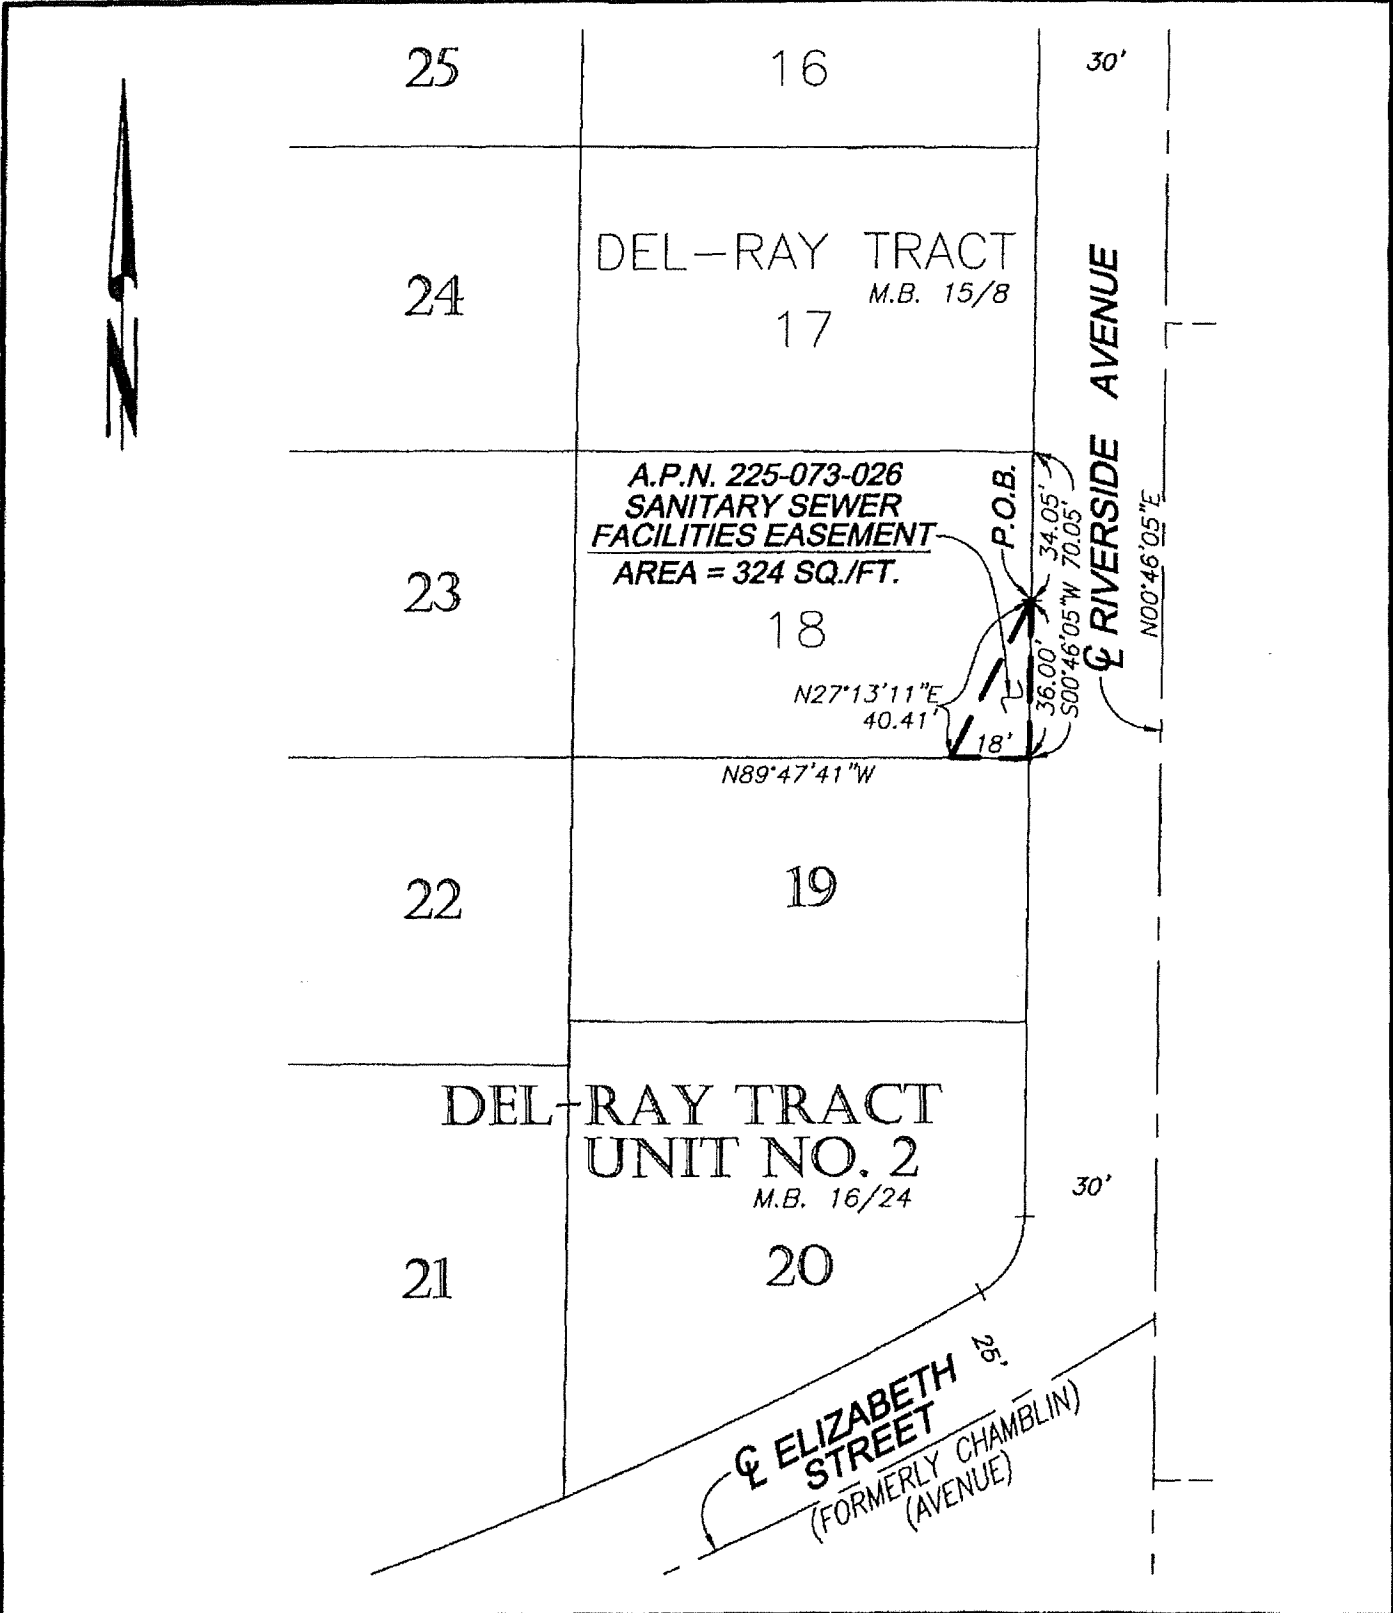 25
16
30'
N
DEL-RAY TRACT
M.B. 15/8
24
17
℄ RIVERSIDE AVENUE
N00°46'05"E
A.P.N. 225-073-026
SANITARY SEWER
FACILITIES EASEMENT
AREA = 324 SQ./FT.
P.O.B.
34.05'
36.00'
S00°46'05"W 70.05'
23
18
N27°13'11"E
40.41'
18'
N89°47'41"W
22
19
DEL-RAY TRACT
UNIT NO. 2
M.B. 16/24
30'
21
20
25'
℄ ELIZABETH
STREET
(FORMERLY CHAMBLIN)
(AVENUE)